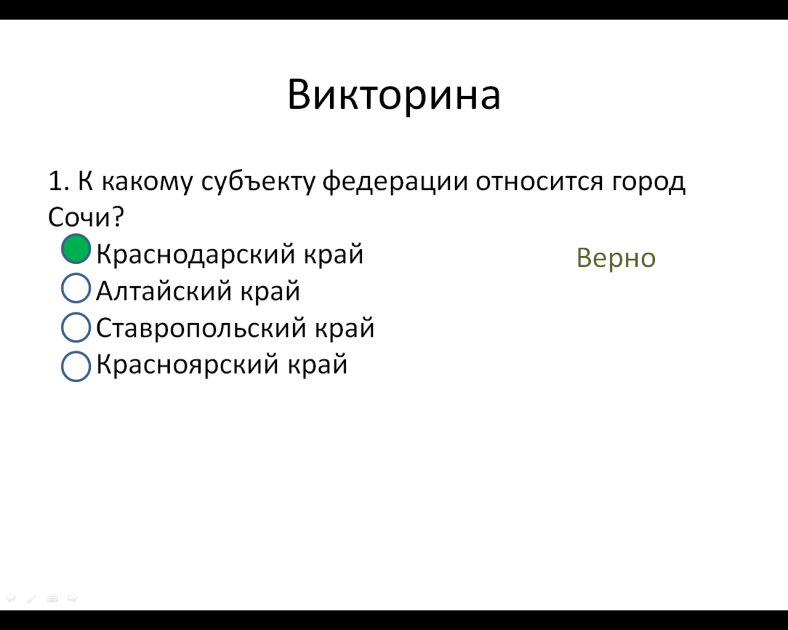 Викторина
1. К какому субъекту федерации относится город
Сочи?
Краснодарский край
Верно
Алтайский край
Ставропольский край
Красноярский край